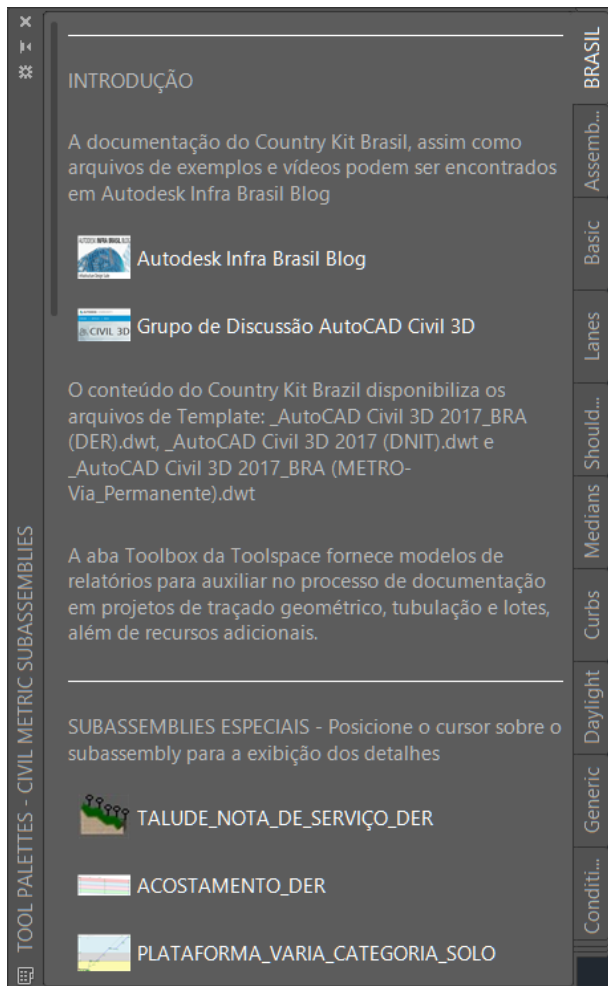 INTRODUÇÃO
A documentação do Country Kit Brasil, assim como
arquivos de exemplos e vídeos podem ser encontrados
em Autodesk Infra Brasil Blog
Autodesk Infra Brasil Blog
CIVIL 3D
Grupo de Discussão AutoCAD Civil 3D
O conteúdo do Country Kit Brazil disponibiliza os
arquivos de Template: _AutoCAD Civil 3D 2017_BRA
(DER).dwt, _AutoCAD Civil 3D 2017 (DNIT).dwt e
_AutoCAD Civil 3D 2017_BRA (METRO-
Via_Permanente).dwt
A aba Toolbox da Toolspace fornece modelos de
relatórios para auxiliar no processo de documentação
em projetos de traçado geométrico, tubulação e lotes,
além de recursos adicionais.
SUBASSEMBLIES ESPECIAIS - Posicione o cursor sobre o
subassembly para a exibição dos detalhes
TALUDE_NOTA_DE_SERVIÇO_DER
ACOSTAMENTO_DER
PLATAFORMA_VARIA_CATEGORIA_SOLO
BRASIL
Assemb...
Basic
Lanes
Should...
Medians
Curbs
Daylight
Generic
Conditi...
TOOL PALETTES - CIVIL METRIC SUBASSEMBLIES